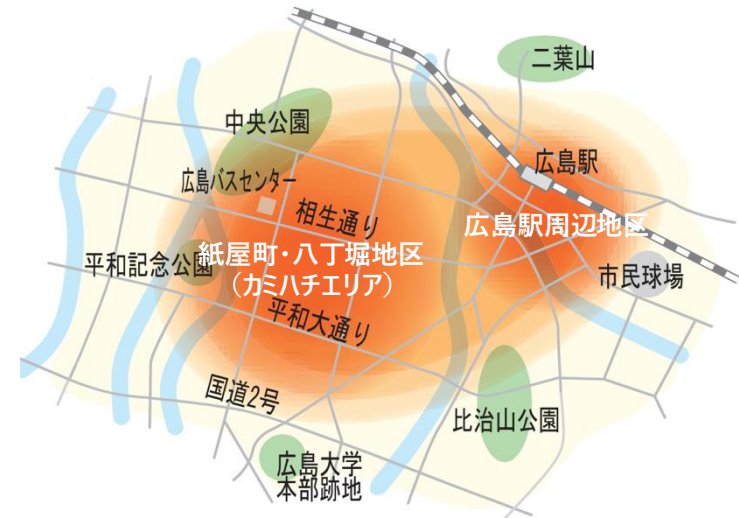 二葉山
中央公園
広島駅
広島バスセンター
相生通り
広島駅周辺地区
紙屋町・八丁堀地区
（カミハチエリア）
平和記念公園
市民球場
平和大通り
国道2号
比治山公園
広島大学
本部跡地